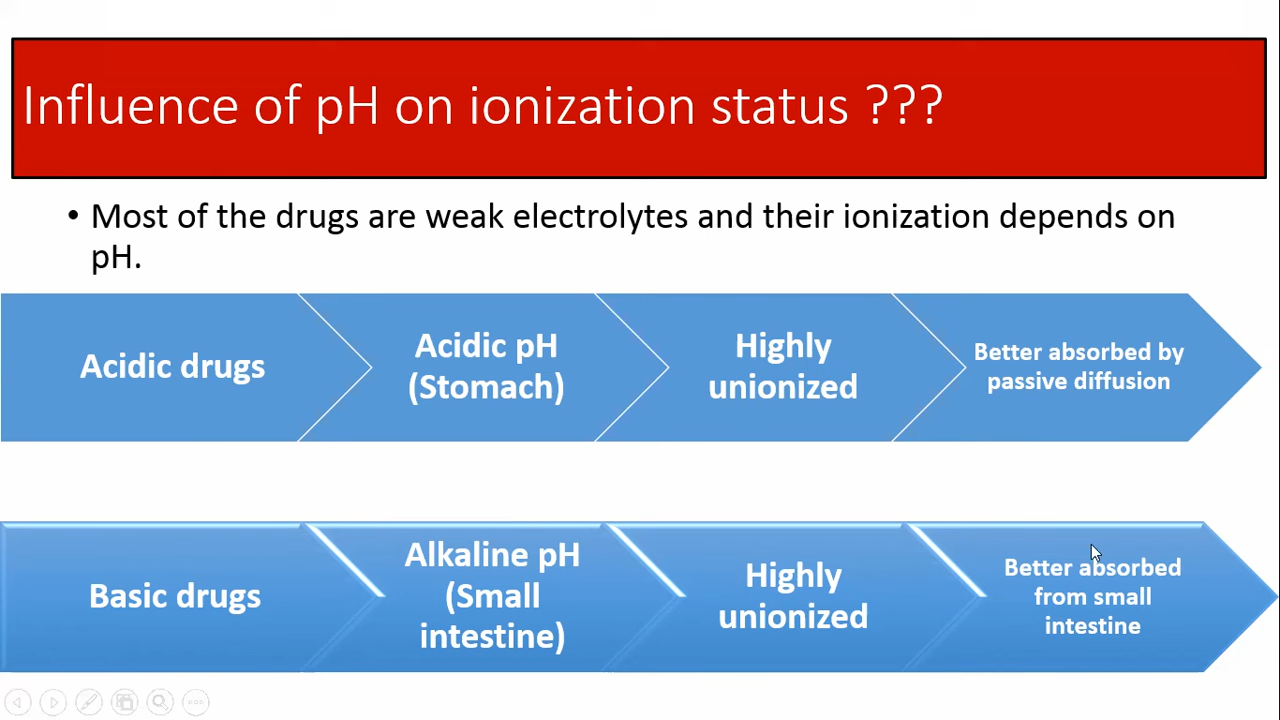 Influence of pH on ionization status ???
• Most of the drugs are weak electrolytes and their ionization depends on
pH.
Acidic drugs
Acidic pH
(Stomach)
Highly
unionized
Better absorbed by
passive diffusion
Basic drugs
Alkaline pH
(Small
intestine)
Highly
unionized
Better absorbed
from small
intestine